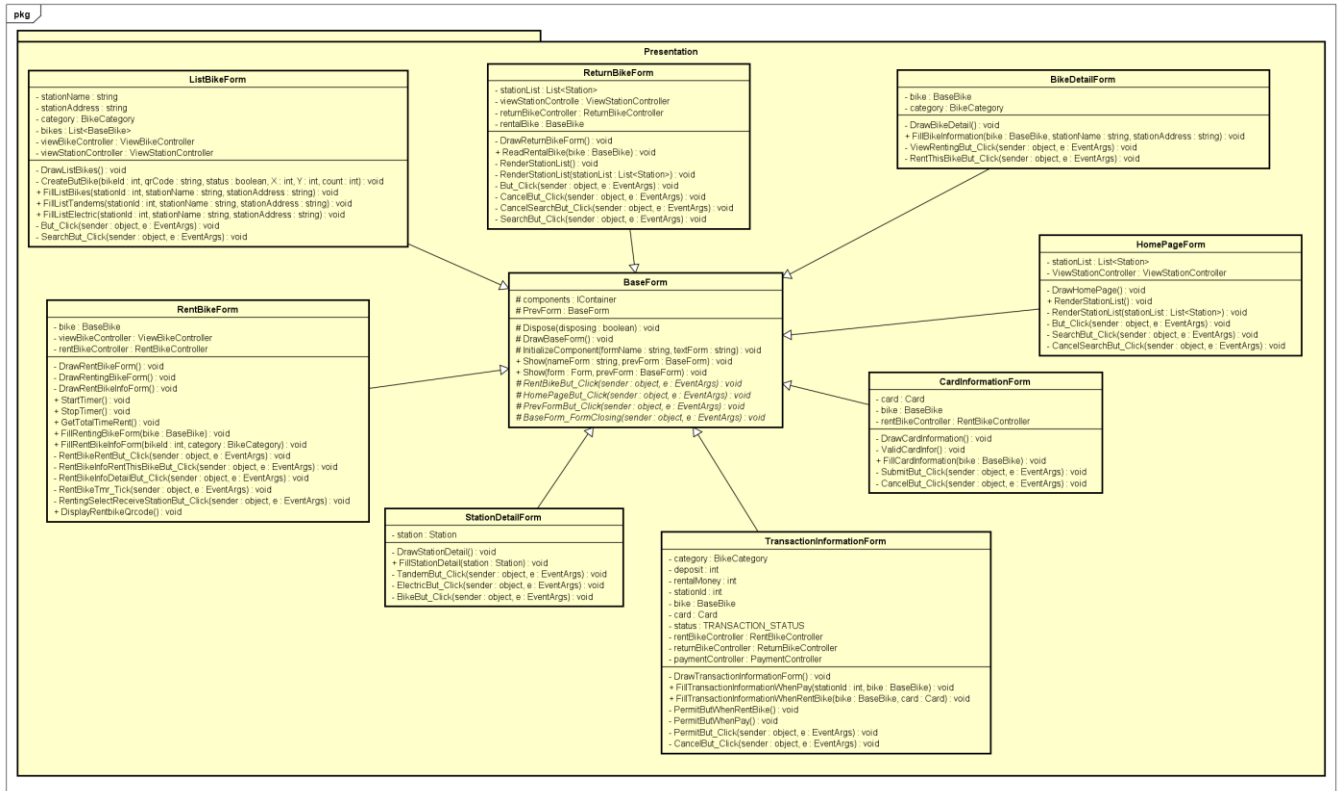 pkg
Presentation
ListBikeForm
- stationName : string
- stationAddress : string
- category : BikeCategory
- bikes : List<BaseBike>
- viewBikeController : ViewBikeController
- viewStationController : ViewStationController
- DrawListBikes() : void
- CreateButBike(bikeId : int, qrCode : string, status : boolean, X : int, Y : int, count : int) : void
+ FillListBikes(stationId : int, stationName : string, stationAddress : string) : void
+ FillListTandems(stationId : int, stationName : string, stationAddress : string) : void
+ FillListElectric(stationId : int, stationName : string, stationAddress : string) : void
- But_Click(sender : object, e : EventArgs) : void
- SearchBut_Click(sender : object, e : EventArgs) : void
ReturnBikeForm
- stationList : List<Station>
- viewStationControlle : ViewStationController
- returnBikeController : ReturnBikeController
- rentalBike : BaseBike
- DrawReturnBikeForm() : void
+ ReadRentalBike(bike : BaseBike) : void
- RenderStationList() : void
- RenderStationList(stationList : List<Station>) : void
- But_Click(sender : object, e : EventArgs) : void
- CancelBut_Click(sender : object, e : EventArgs) : void
- CancelSearchBut_Click(sender : object, e : EventArgs) : void
- SearchBut_Click(sender : object, e : EventArgs) : void
BikeDetailForm
- bike : BaseBike
- category : BikeCategory
- DrawBikeDetail() : void
+ FillBikeInformation(bike : BaseBike, stationName : string, stationAddress : string) : void
- ViewRentingBut_Click(sender : object, e : EventArgs) : void
- RentThisBikeBut_Click(sender : object, e : EventArgs) : void
HomePageForm
- stationList : List<Station>
- ViewStationController : ViewStationController
- DrawHomePage() : void
+ RenderStationList() : void
- RenderStationList(stationList : List<Station>) : void
- But_Click(sender : object, e : EventArgs) : void
- SearchBut_Click(sender : object, e : EventArgs) : void
- CancelSearchBut_Click(sender : object, e : EventArgs) : void
BaseForm
# components : IContainer
# PrevForm : BaseForm
# Dispose(disposing : boolean) : void
# DrawBaseForm() : void
# InitializeComponent(formName : string, textForm : string) : void
+ Show(nameForm : string, prevForm : BaseForm) : void
+ Show(form : Form, prevForm : BaseForm) : void
# RentBikeBut_Click(sender : object, e : EventArgs) : void
# HomePageBut_Click(sender : object, e : EventArgs) : void
# PrevFormBut_Click(sender : object, e : EventArgs) : void
# BaseForm_FormClosing(sender : object, e : EventArgs) : void
RentBikeForm
- bike : BaseBike
- viewBikeController : ViewBikeController
- rentBikeController : RentBikeController
- DrawRentBikeForm() : void
- DrawRentingBikeForm() : void
- DrawRentBikeInfoForm() : void
+ StartTimer() : void
+ StopTimer() : void
+ GetTotalTimeRent() : void
+ FillRentingBikeForm(bike : BaseBike) : void
+ FillRentBikeInfoForm(bikeId : int, category : BikeCategory) : void
- RentBikeRentBut_Click(sender : object, e : EventArgs) : void
- RentBikeInfoRentThisBikeBut_Click(sender : object, e : EventArgs) : void
- RentBikeInfoDetailBut_Click(sender : object, e : EventArgs) : void
- RentBikeTmr_Tick(sender : object, e : EventArgs) : void
- RentingSelectReceiveStationBut_Click(sender : object, e : EventArgs) : void
+ DisplayRentbikeQrcode() : void
CardInformationForm
- card : Card
- bike : BaseBike
- rentBikeController : RentBikeController
- DrawCardInformation() : void
- ValidCardInfor() : void
+ FillCardInformation(bike : BaseBike) : void
- SubmitBut_Click(sender : object, e : EventArgs) : void
- CancelBut_Click(sender : object, e : EventArgs) : void
StationDetailForm
- station : Station
- DrawStationDetail() : void
+ FillStationDetail(station : Station) : void
- TandemBut_Click(sender : object, e : EventArgs) : void
- ElectricBut_Click(sender : object, e : EventArgs) : void
- BikeBut_Click(sender : object, e : EventArgs) : void
TransactionInformationForm
- category : BikeCategory
- deposit : int
- rentalMoney : int
- stationId : int
- bike : BaseBike
- card : Card
- status : TRANSACTION_STATUS
- rentBikeController : RentBikeController
- returnBikeController : ReturnBikeController
- paymentController : PaymentController
- DrawTransactionInformationForm() : void
+ FillTransactionInformationWhenPay(stationId : int, bike : BaseBike) : void
+ FillTransactionInformationWhenRentBike(bike : BaseBike, card : Card) : void
- PermitButWhenRentBike() : void
- PermitButWhenPay() : void
- PermitBut_Click(sender : object, e : EventArgs) : void
- CancelBut_Click(sender : object, e : EventArgs) : void